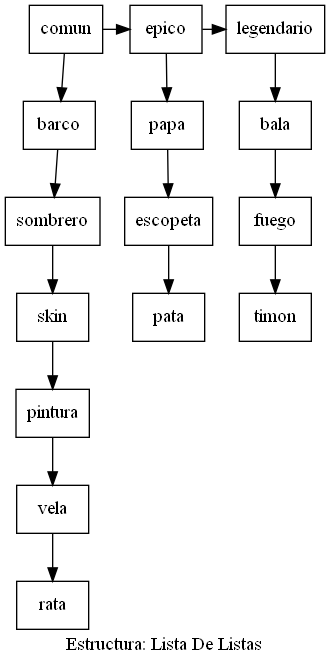 comun
epico
legendario
barco
papa
bala
sombrero
escopeta
fuego
skin
pata
timon
pintura
vela
rata
Estructura: Lista De Listas